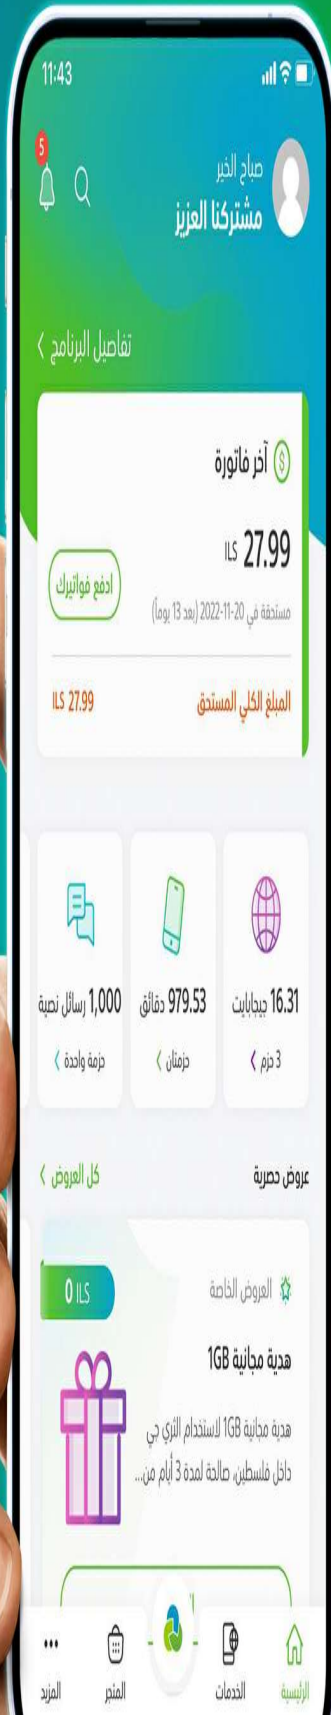 11:43
5
صباح الخير
مشتركنا العزيز
تفاصيل البرنامج
آخر فاتورة
27.99 ILS
مستحقة في 20-11-2022 (بعد 13 يوماً)
ادفع فواتيرك
المبلغ الكلي المستحق
27.99 ILS
16.31 جيجابايت
3 حزم
979.53 دقائق
حزمتان
1,000 رسائل نصية
حزمة واحدة
عروض حصرية
كل العروض
العروض الخاصة
0 ILS
هدية مجانية 1GB
هدية مجانية 1GB لاستخدام الثري جي
داخل فلسطين، صالحة لمدة 3 أيام من...
الرئيسية
الخدمات
المتجر
المزيد